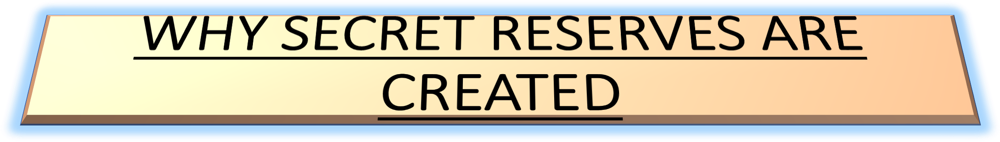 WHY SECRET RESERVES ARE
CREATED